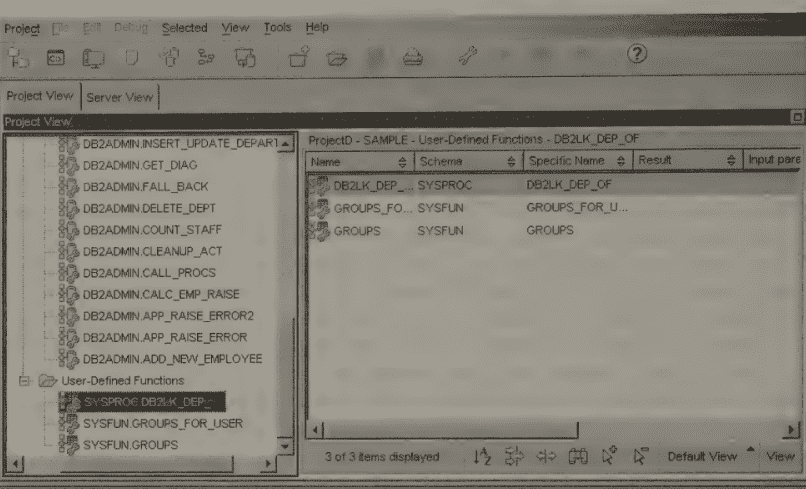 Project File Edit Debug Selected View Tools Help
Project View Server View
Project View
DB2ADMIN.INSERT_UPDATE_DEPART
DB2ADMIN.GET_DIAG
DB2ADMIN.FALL_BACK
DB2ADMIN.DELETE_DEPT
DB2ADMIN.COUNT_STAFF
DB2ADMIN.CLEANUP_ACT
DB2ADMIN.CALL_PROCS
DB2ADMIN.CALC_EMP_RAISE
DB2ADMIN.APP_RAISE_ERROR2
DB2ADMIN.APP_RAISE_ERROR
DB2ADMIN.ADD_NEW_EMPLOYEE
User-Defined Functions
SYSPROC.DB2LK_DEP_
SYSFUN.GROUPS_FOR_USER
SYSFUN.GROUPS
ProjectD - SAMPLE - User-Defined Functions - DB2LK_DEP_OF
Name Schema Specific Name Result Input para
DB2LK_DEP_... SYSPROC DB2LK_DEP_OF
GROUPS_FO... SYSFUN GROUPS_FOR_U...
GROUPS SYSFUN GROUPS
3 of 3 items displayed Default View View